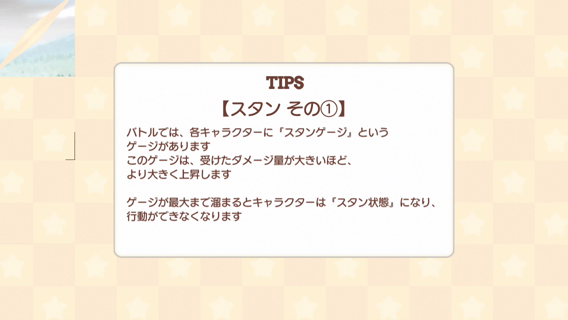 TIPS
【スタン その①】
バトルでは、各キャラクターに「スタンゲージ」という
ゲージがあります
このゲージは、受けたダメージ量が大きいほど、
より大きく上昇します
ゲージが最大まで溜まるとキャラクターは「スタン状態」になり、
行動ができなくなります